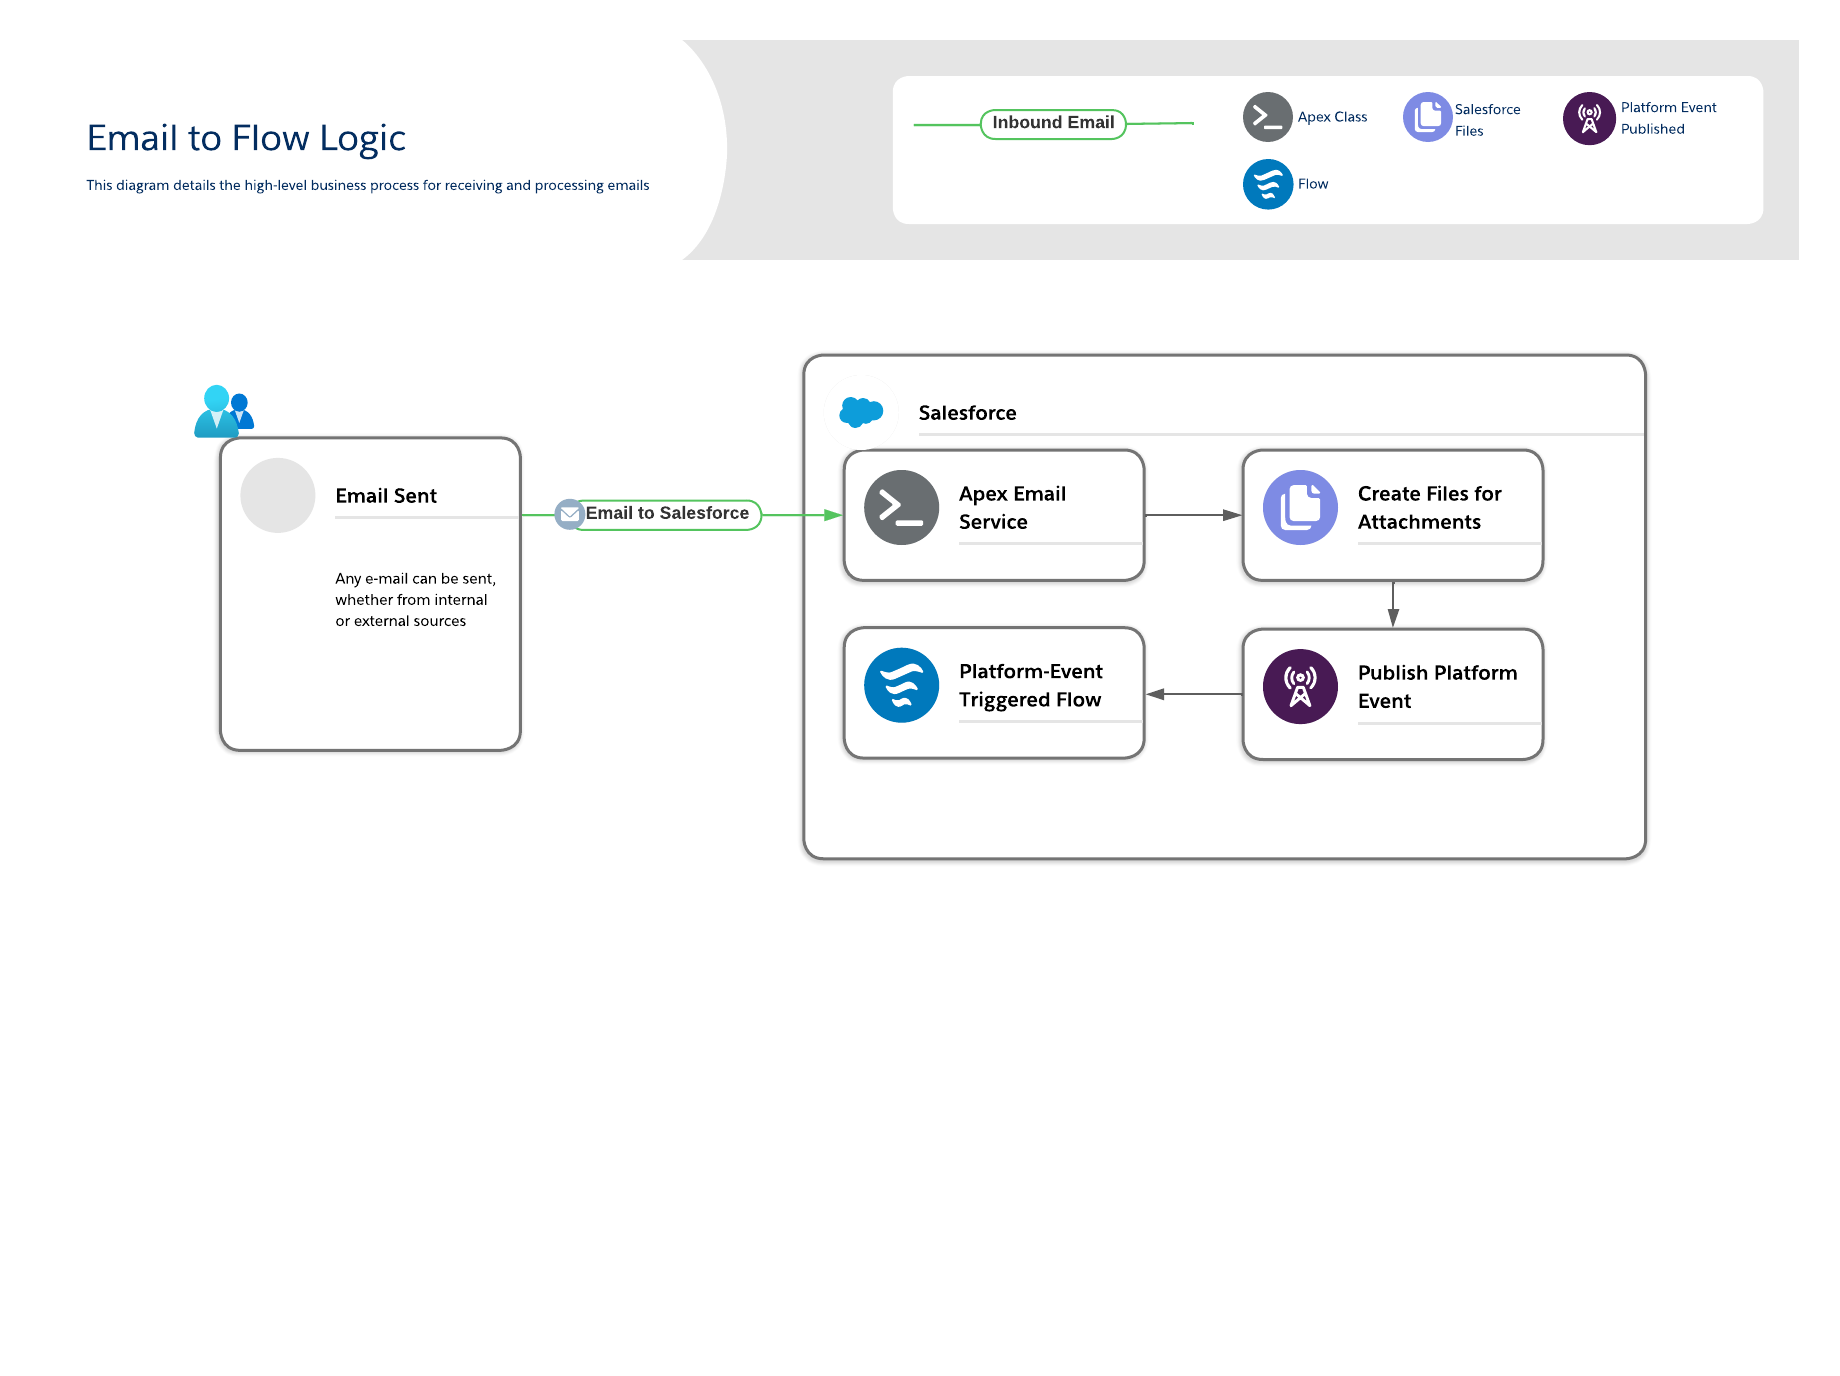 Email to Flow Logic
This diagram details the high-level business process for receiving and processing emails
Inbound Email
Apex Class
Salesforce
Files
Platform Event
Published
Flow
Email Sent
Any e-mail can be sent,
whether from internal
or external sources
Email to Salesforce
Salesforce
Apex Email
Service
Create Files for
Attachments
Platform-Event
Triggered Flow
Publish Platform
Event